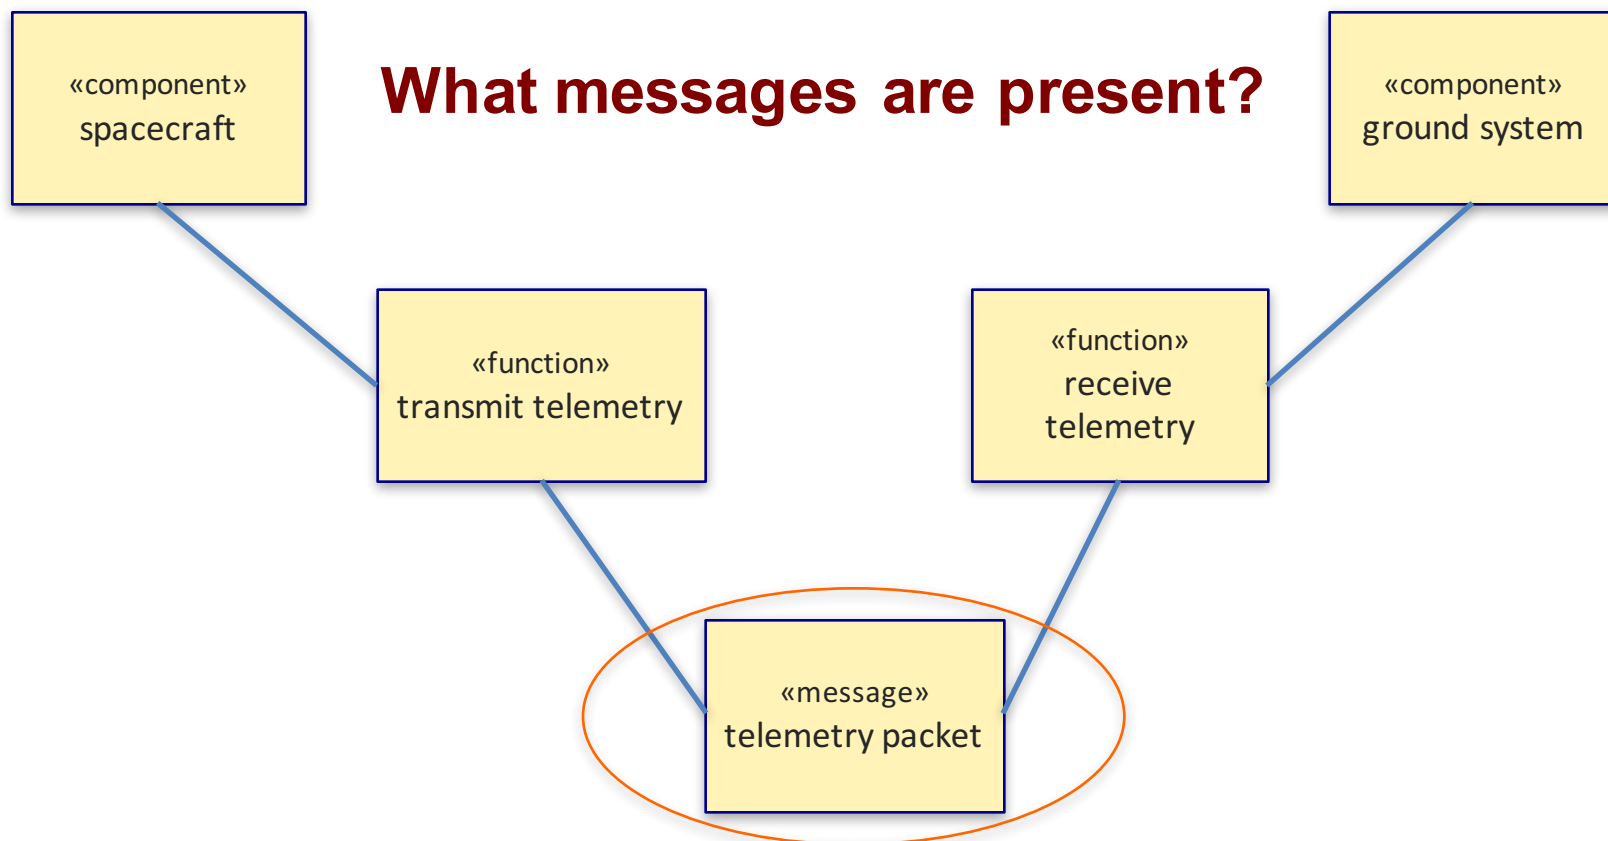 «component»
spacecraft
What messages are present?
«component»
ground system
«function»
transmit telemetry
«function»
receive
telemetry
«message»
telemetry packet